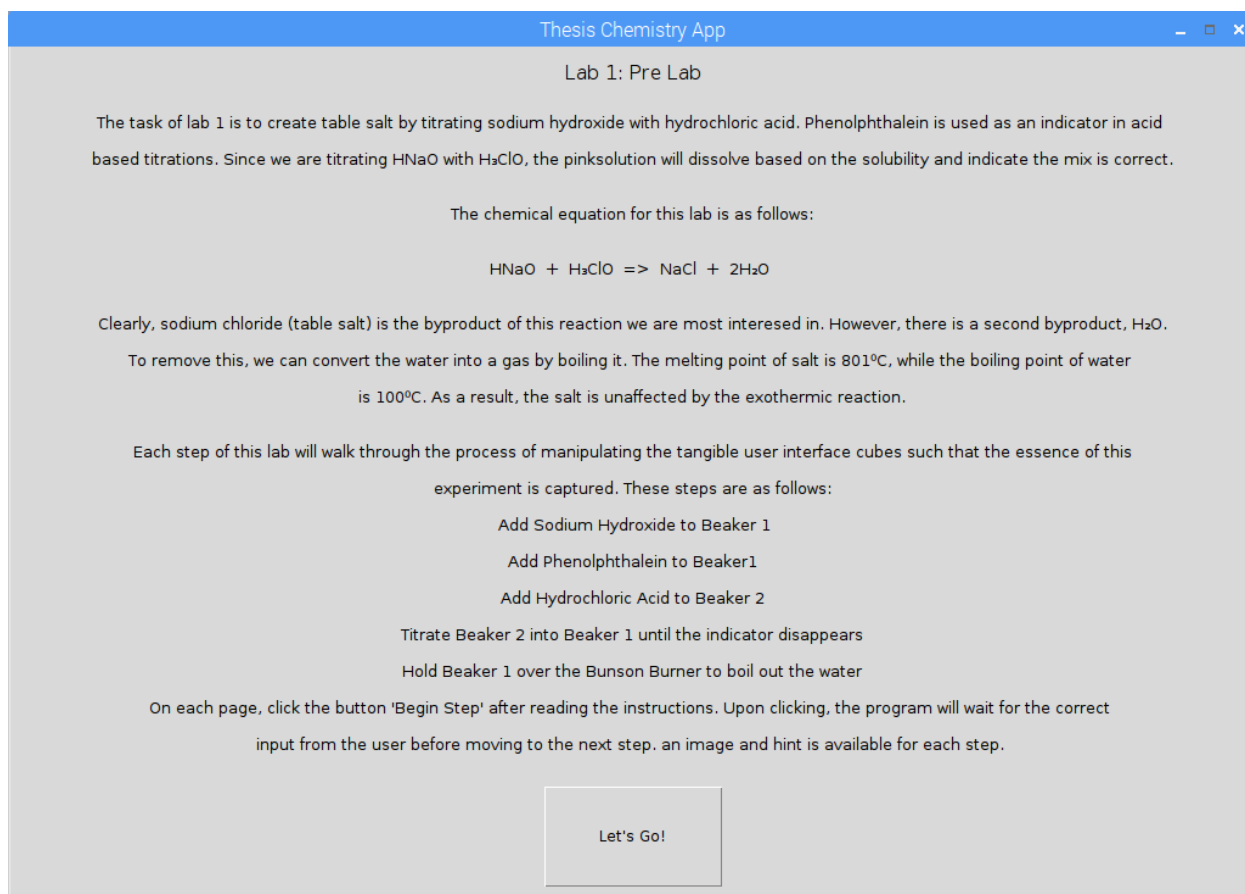 Thesis Chemistry App
Lab 1: Pre Lab
The task of lab 1 is to create table salt by titrating sodium hydroxide with hydrochloric acid. Phenolphthalein is used as an indicator in acid
based titrations. Since we are titrating HNaO with H₃ClO, the pinksolution will dissolve based on the solubility and indicate the mix is correct.
The chemical equation for this lab is as follows:
HNaO + H₃ClO => NaCl + 2H₂O
Clearly, sodium chloride (table salt) is the byproduct of this reaction we are most interesed in. However, there is a second byproduct, H₂O.
To remove this, we can convert the water into a gas by boiling it. The melting point of salt is 801⁰C, while the boiling point of water
is 100⁰C. As a result, the salt is unaffected by the exothermic reaction.
Each step of this lab will walk through the process of manipulating the tangible user interface cubes such that the essence of this
experiment is captured. These steps are as follows:
Add Sodium Hydroxide to Beaker 1
Add Phenolphthalein to Beaker1
Add Hydrochloric Acid to Beaker 2
Titrate Beaker 2 into Beaker 1 until the indicator disappears
Hold Beaker 1 over the Bunson Burner to boil out the water
On each page, click the button 'Begin Step' after reading the instructions. Upon clicking, the program will wait for the correct
input from the user before moving to the next step. an image and hint is available for each step.
Let's Go!